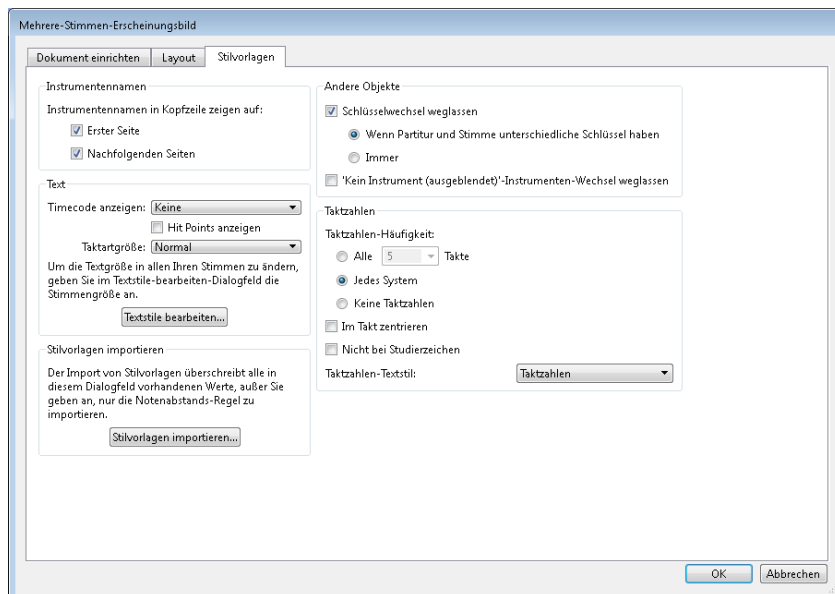 Mehrere-Stimmen-Erscheinungsbild
Dokument einrichten
Layout
Stilvorlagen
Instrumentennamen
Instrumentennamen in Kopfzeile zeigen auf:
Erster Seite
Nachfolgenden Seiten
Text
Timecode anzeigen: Keine
Hit Points anzeigen
Taktartgröße: Normal
Um die Textgröße in allen Ihren Stimmen zu ändern,
geben Sie im Textstile-bearbeiten-Dialogfeld die
Stimmengröße an.
Textstile bearbeiten...
Stilvorlagen importieren
Der Import von Stilvorlagen überschreibt alle in
diesem Dialogfeld vorhandenen Werte, außer Sie
geben an, nur die Notenabstands-Regel zu
importieren.
Stilvorlagen importieren...
Andere Objekte
Schlüsselwechsel weglassen
Wenn Partitur und Stimme unterschiedliche Schlüssel haben
Immer
'Kein Instrument (ausgeblendet)'-Instrumenten-Wechsel weglassen
Taktzahlen
Taktzahlen-Häufigkeit:
Alle 5 Takte
Jedes System
Keine Taktzahlen
Im Takt zentrieren
Nicht bei Studierzeichen
Taktzahlen-Textstil: Taktzahlen
OK
Abbrechen